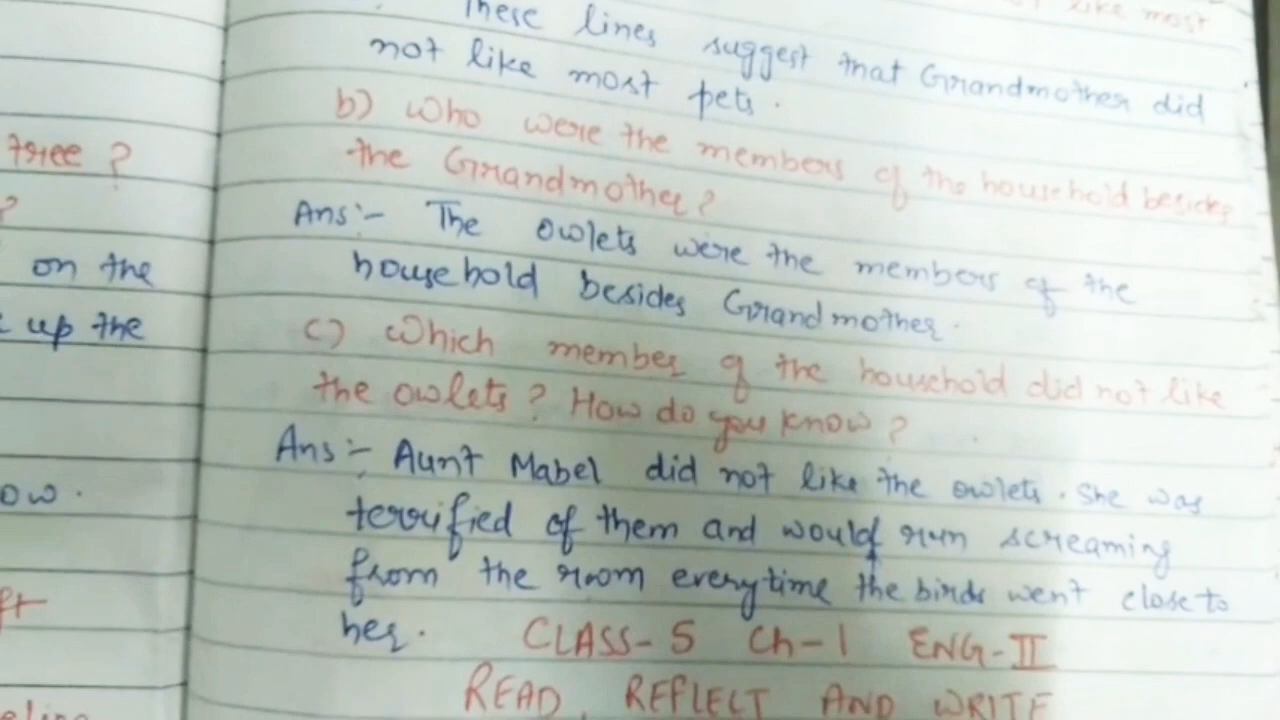 tree ?
?
on the
up the
ow .
like most
These lines suggest that Grandmother did
not like most pets .
b) Who were the members of the household besides
the Grandmother?
Ans:- The owlets were the members of the
household besides Grandmother.
c) Which member of the household did not like
the owlets? How do you know?
Ans:- Aunt Mabel did not like the owlets. She was
terrified of them and would run screaming
from the room everytime the birds went close to
her.
CLASS-5 Ch-1 ENG-II
READ, REFLECT AND WRITE